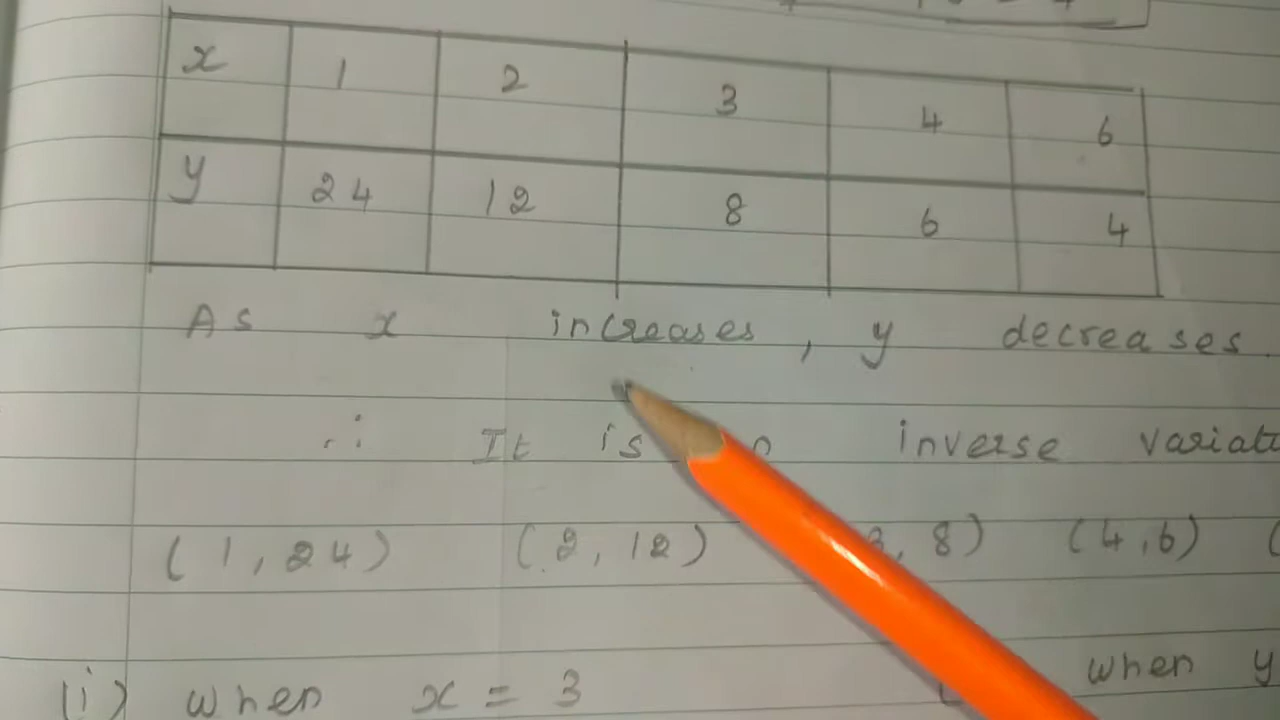 x 1 2 3 4 6
y 24 12 8 6 4
As x increases, y decreases.
∴ It is inverse
(1, 24) (2, 12) , 8) (4, 6) (
(i) when x = 3 when y